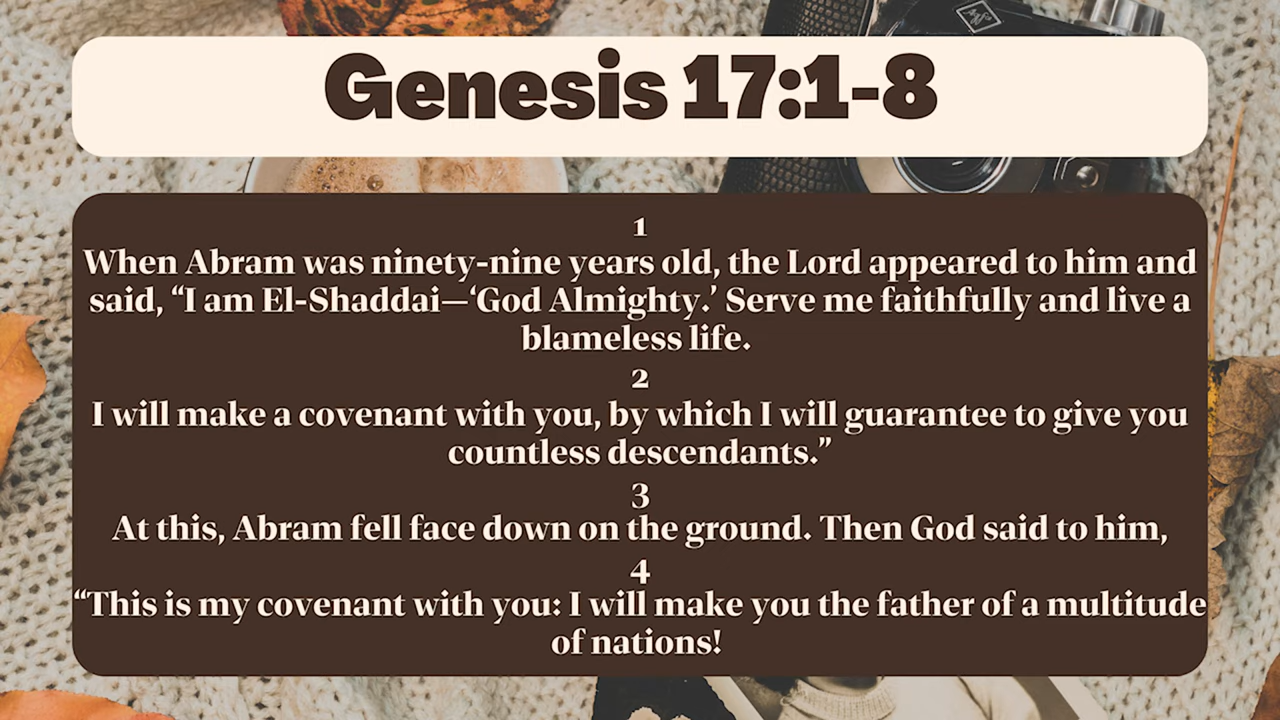 Genesis 17:1-8
1
When Abram was ninety-nine years old, the Lord appeared to him and
said, “I am El-Shaddai—‘God Almighty.’ Serve me faithfully and live a
blameless life.
2
I will make a covenant with you, by which I will guarantee to give you
countless descendants.”
3
At this, Abram fell face down on the ground. Then God said to him,
4
“This is my covenant with you: I will make you the father of a multitude
of nations!